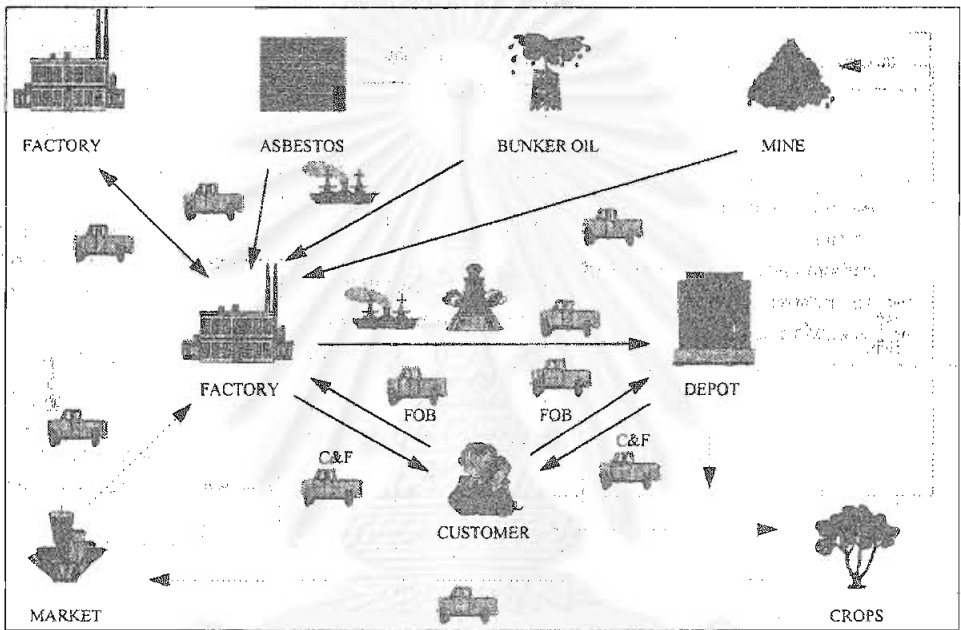 FACTORY
ASBESTOS
BUNKER OIL
MINE
FACTORY
DEPOT
FOB
FOB
C&F
C&F
CUSTOMER
MARKET
CROPS